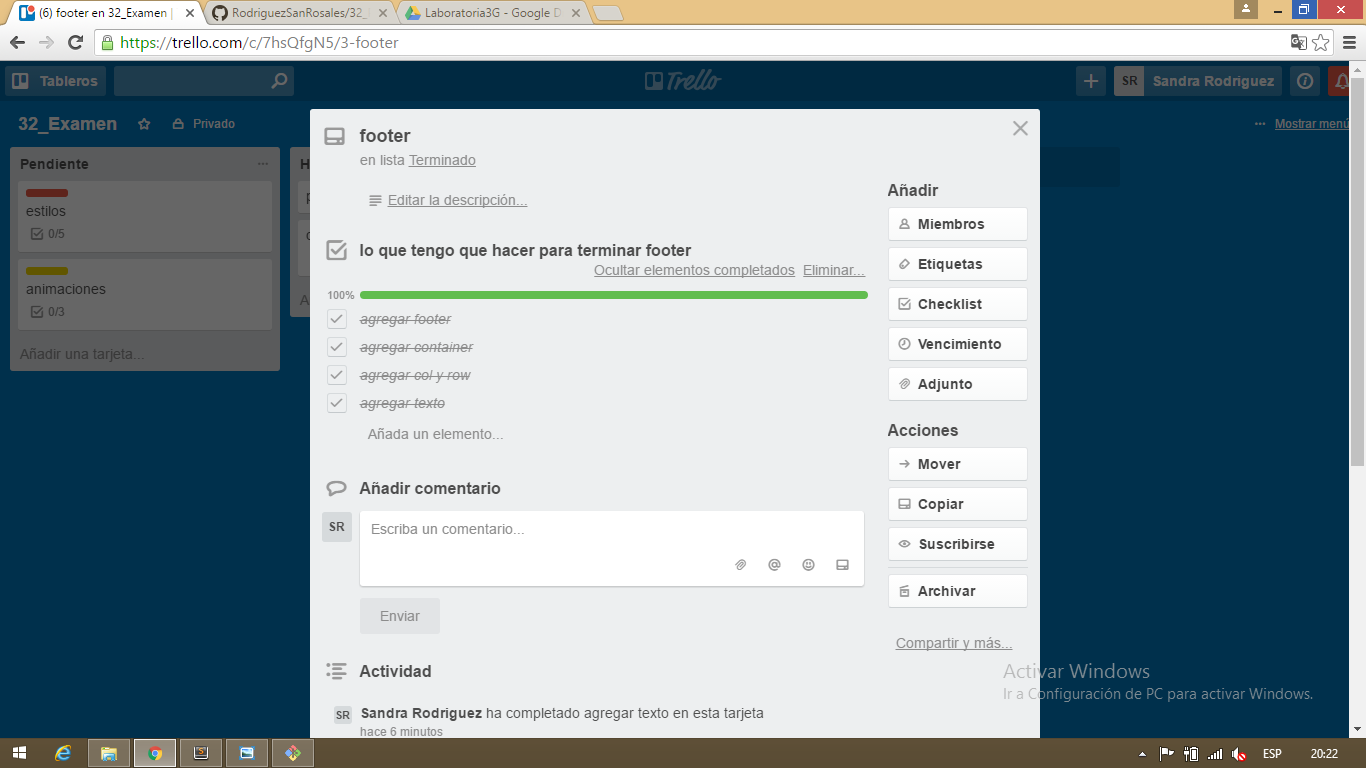 (6) footer en 32_Examen |
RodriguezSanRosales/32_
Laboratoria3G - Google D
https://trello.com/c/7hsQfgN5/3-footer
Tableros
Trello
SR Sandra Rodriguez
32_Examen
Privado
Mostrar menú
Pendiente
estilos
0/5
animaciones
0/3
Añadir una tarjeta...
footer
en lista Terminado
Editar la descripción...
lo que tengo que hacer para terminar footer
Ocultar elementos completados Eliminar...
100%
agregar footer
agregar container
agregar col y row
agregar texto
Añada un elemento...
Añadir comentario
SR
Escriba un comentario...
@
Enviar
Actividad
SR Sandra Rodriguez ha completado agregar texto en esta tarjeta
hace 6 minutos
Añadir
Miembros
Etiquetas
Checklist
Vencimiento
Adjunto
Acciones
Mover
Copiar
Suscribirse
Archivar
Compartir y más...
Activar Windows
Ir a Configuración de PC para activar Windows.
ESP
20:22